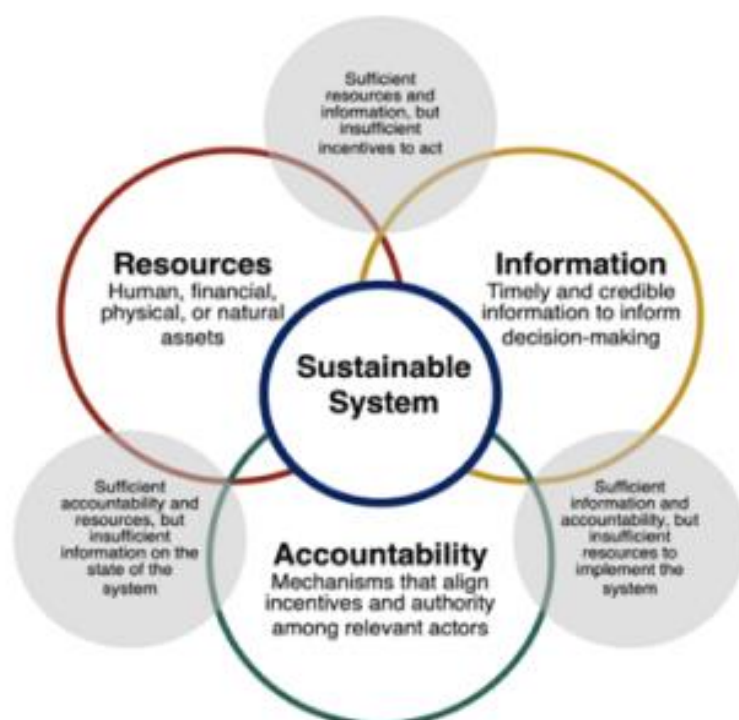 Sufficient
resources and
information, but
insufficient
incentives to act
Resources
Human, financial,
physical, or natural
assets
Information
Timely and credible
information to inform
decision-making
Sustainable
System
Sufficient
accountability and
resources, but
insufficient
information on the
state of the
system
Accountability
Mechanisms that align
incentives and authority
among relevant actors
Sufficient
information and
accountability, but
insufficient
resources to
implement the
system